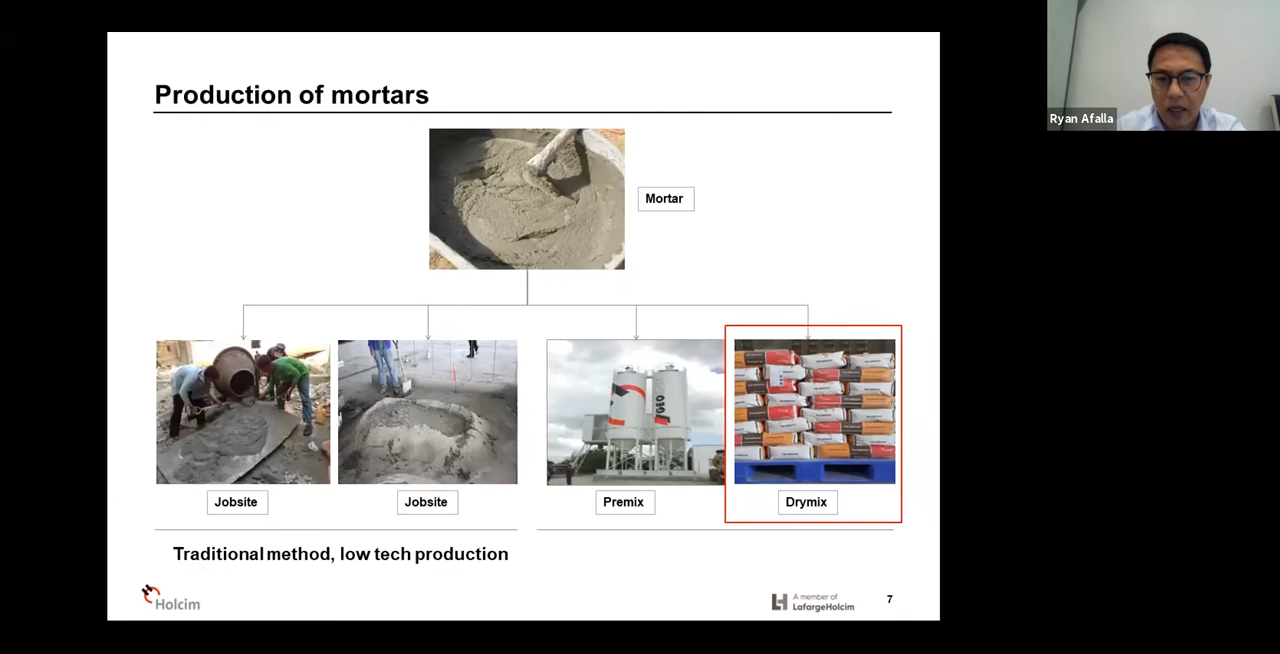 Production of mortars
Ryan Afalla
Mortar
GEO
Jobsite
Jobsite
Premix
Drymix
Traditional method, low tech production
Holcim
A member of
LafargeHolcim
7